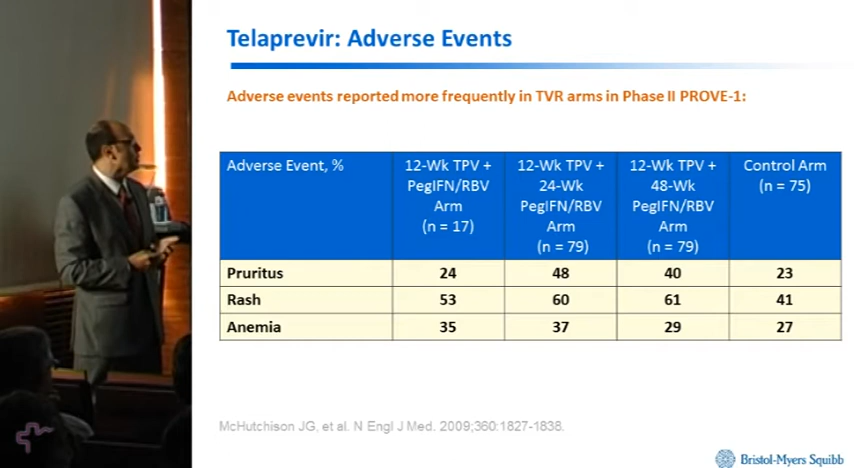 Telaprevir: Adverse Events
Adverse events reported more frequently in TVR arms in Phase II PROVE-1:
Adverse Event, %
12-Wk TPV +
PegIFN/RBV
Arm
(n = 17)
12-Wk TPV +
24-Wk
PegIFN/RBV
Arm
(n = 79)
12-Wk TPV +
48-Wk
PegIFN/RBV
Arm
(n = 79)
Control Arm
(n = 75)
Pruritus 24 48 40 23
Rash 53 60 61 41
Anemia 35 37 29 27
McHutchison JG, et al. N Engl J Med. 2009;360:1827-1838.
Bristol-Myers Squibb